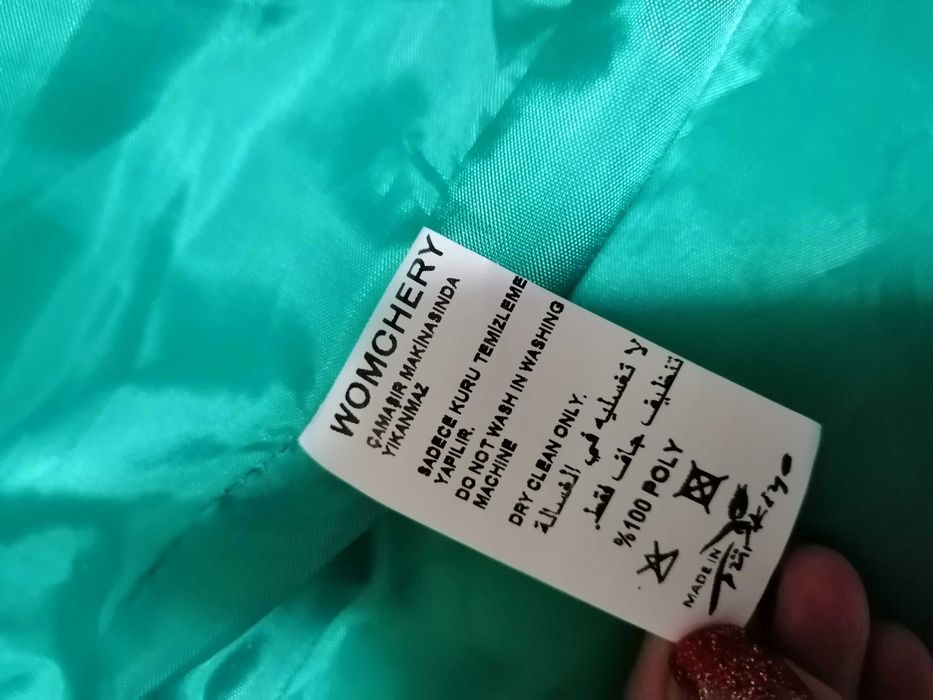 WOMCHERY
ÇAMAŞIR MAKİNASINDA
YIKANMAZ
SADECE KURU TEMİZLEME
YAPILIR.
DO NOT WASH IN WASHING
MACHINE
DRY CLEAN ONLY.
لا تغسليه في الغسالة
تنظيف جاف فقط.
%100 POLY
MADE IN
Türkiye